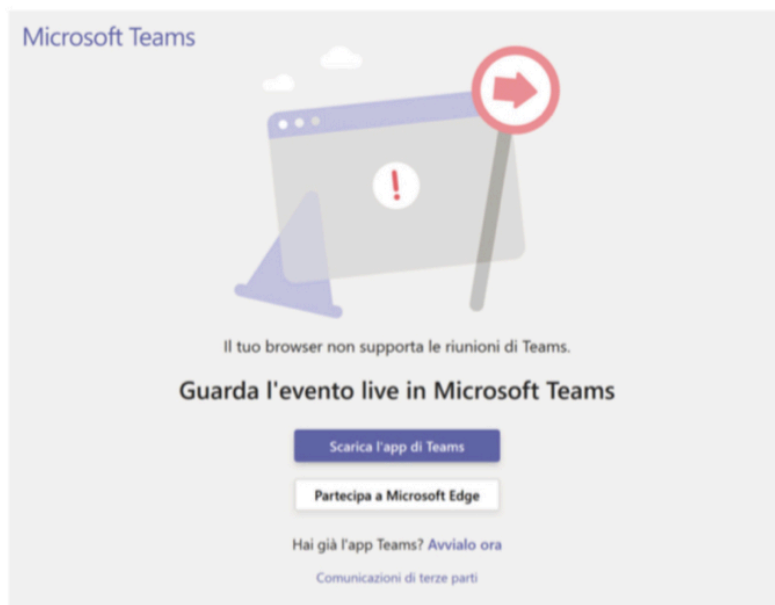 Microsoft Teams
Il tuo browser non supporta le riunioni di Teams.
Guarda l'evento live in Microsoft Teams
Scarica l'app di Teams
Partecipa a Microsoft Edge
Hai già l'app Teams? Avvialo ora
Comunicazioni di terze parti